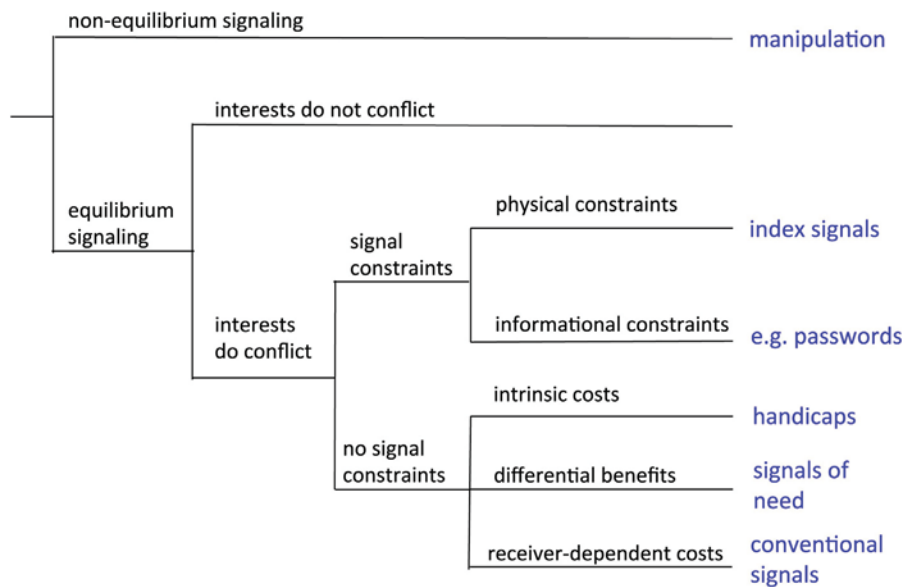 non-equilibrium signaling
manipulation
interests do not conflict
equilibrium
signaling
physical constraints
index signals
signal
constraints
interests
do conflict
informational constraints
e.g. passwords
intrinsic costs
handicaps
no signal
constraints
differential benefits
signals of
need
receiver-dependent costs
conventional
signals